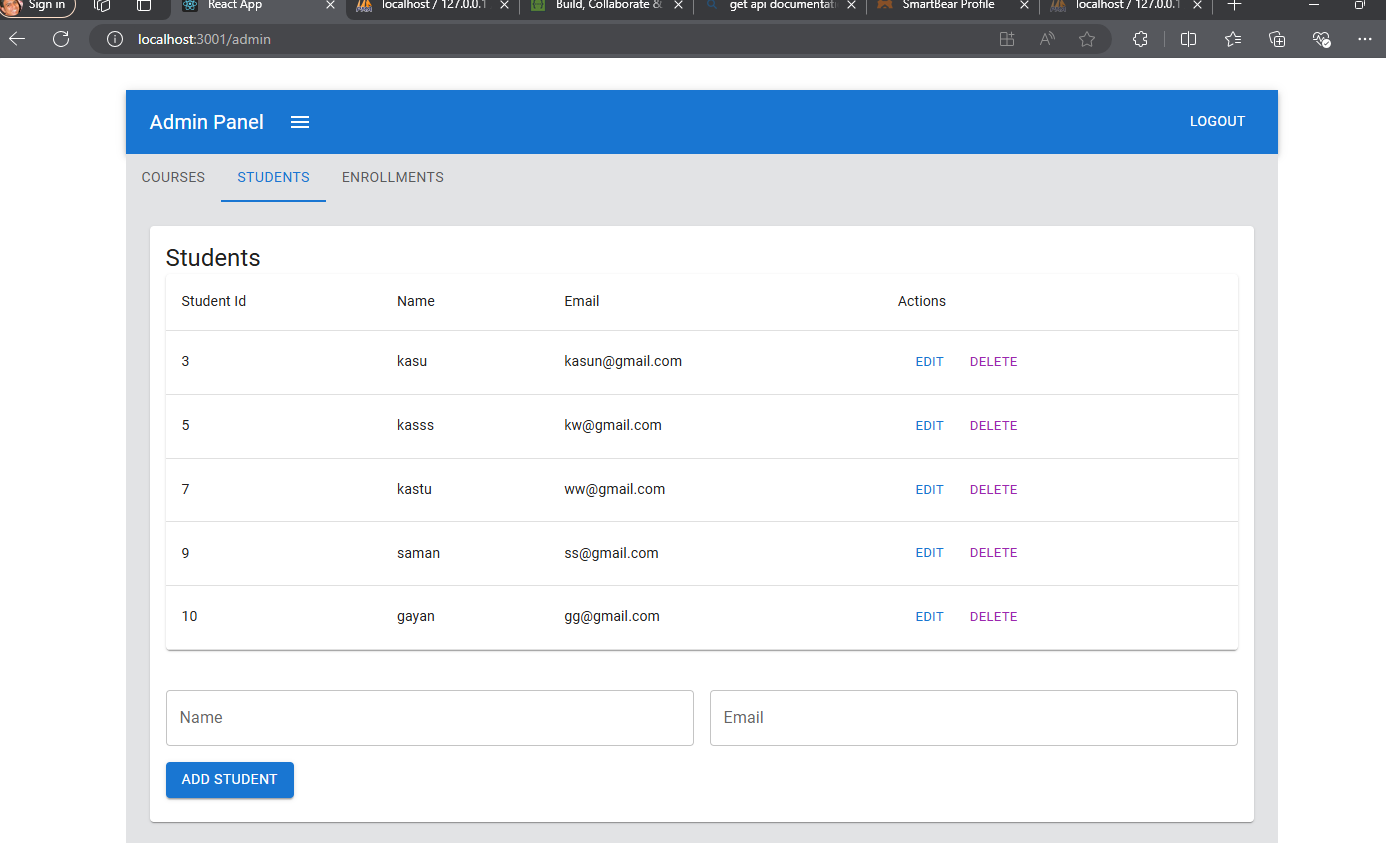 Sign in React App localhost / 127.0.0.1 Build, Collaborate & get api documentati SmartBear Profile localhost / 127.0.0.1
localhost:3001/admin
Admin Panel LOGOUT
COURSES STUDENTS ENROLLMENTS
Students
Student Id Name Email Actions
3 kasu kasun@gmail.com EDIT DELETE
5 kasss kw@gmail.com EDIT DELETE
7 kastu ww@gmail.com EDIT DELETE
9 saman ss@gmail.com EDIT DELETE
10 gayan gg@gmail.com EDIT DELETE
Name Email
ADD STUDENT